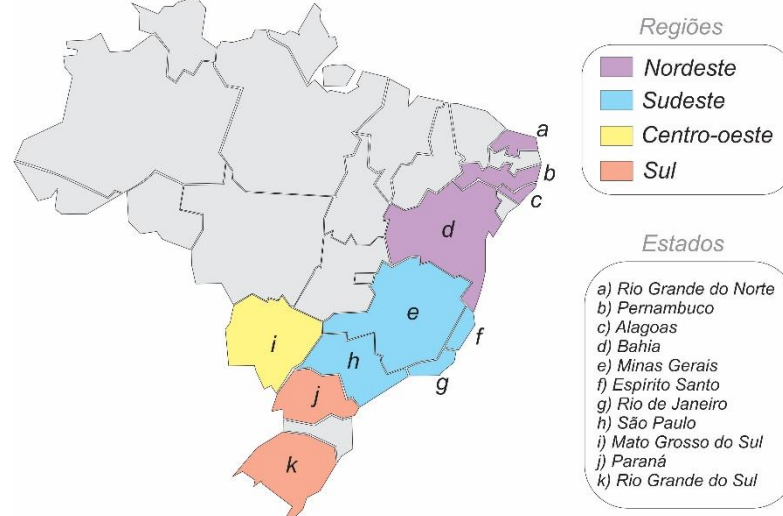 Regiões
Nordeste
Sudeste
Centro-oeste
Sul
a
b
c
d
e
f
g
h
i
j
k
Estados
a) Rio Grande do Norte
b) Pernambuco
c) Alagoas
d) Bahia
e) Minas Gerais
f) Espírito Santo
g) Rio de Janeiro
h) São Paulo
i) Mato Grosso do Sul
j) Paraná
k) Rio Grande do Sul